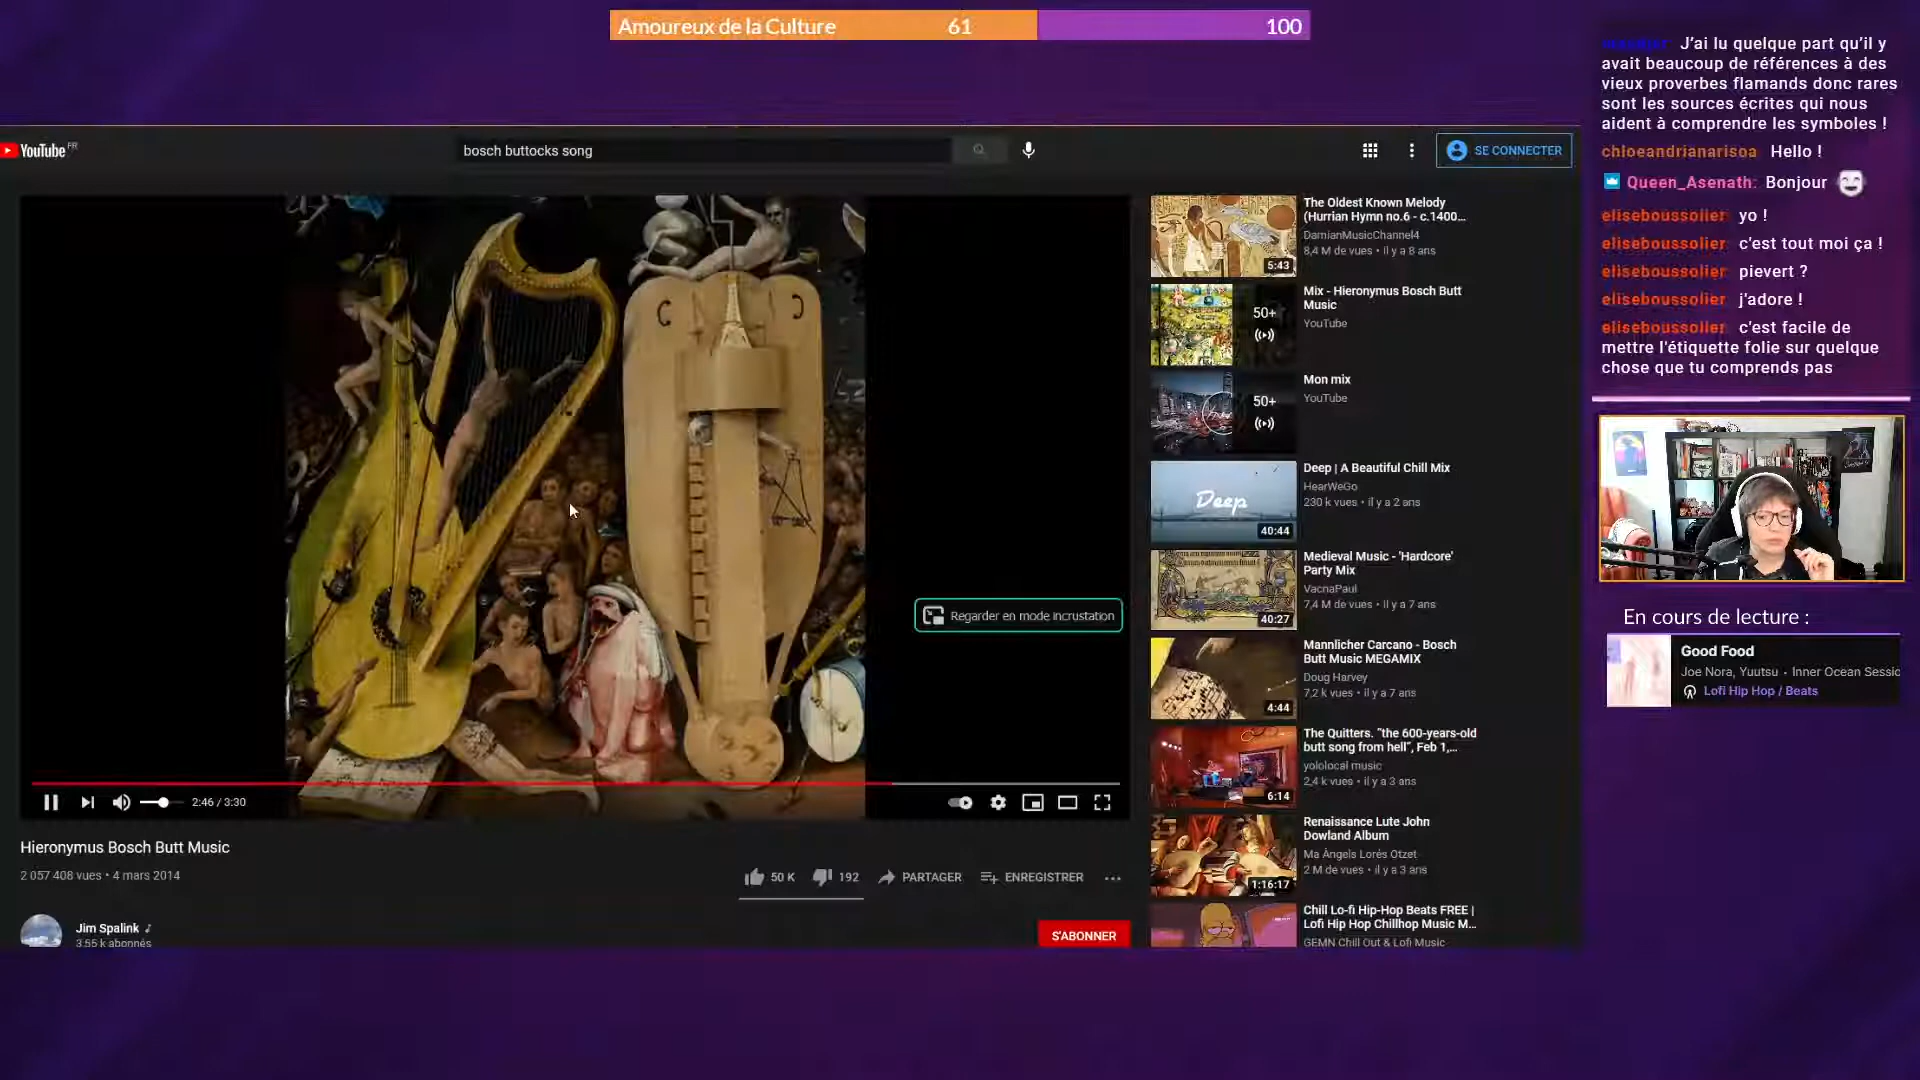 Amoureux de la Culture 61 100
YouTube FR
bosch buttocks song
SE CONNECTER
Regarder en mode incrustation
2:46 / 3:30
Hieronymus Bosch Butt Music
2 057 408 vues • 4 mars 2014
50 K
192
PARTAGER
ENREGISTRER
Jim Spalink
3,55 k abonnés
S'ABONNER
The Oldest Known Melody
(Hurrian Hymn no.6 - c.1400...
DamianMusicChannel4
8,4 M de vues • il y a 8 ans
5:43
Mix - Hieronymus Bosch Butt
Music
YouTube
50+
Mon mix
YouTube
50+
Deep | A Beautiful Chill Mix
HearWeGo
230 k vues • il y a 2 ans
Deep
40:44
Medieval Music - 'Hardcore'
Party Mix
VacnaPaul
7,4 M de vues • il y a 7 ans
40:27
Mannlicher Carcano - Bosch
Butt Music MEGAMIX
Doug Harvey
7,2 k vues • il y a 7 ans
4:44
The Quitters. "the 600-years-old
butt song from hell", Feb 1,...
yololocal music
2,4 k vues • il y a 3 ans
6:14
Renaissance Lute John
Dowland Album
Ma Àngels Lorés Otzet
2 M de vues • il y a 3 ans
1:16:17
Chill Lo-fi Hip-Hop Beats FREE |
Lofi Hip Hop Chillhop Music M...
GEMN Chill Out & Lofi Music
J'ai lu quelque part qu'il y
avait beaucoup de références à des
vieux proverbes flamands donc rares
sont les sources écrites qui nous
aident à comprendre les symboles !
chloeandrianarisoa Hello !
Queen_Asenath: Bonjour
eliseboussolier yo !
eliseboussolier c'est tout moi ça !
eliseboussolier pievert ?
eliseboussolier j'adore !
eliseboussolier c'est facile de
mettre l'étiquette folie sur quelque
chose que tu comprends pas
En cours de lecture :
Good Food
Joe Nora, Yuutsu • Inner Ocean Sessic
Lofi Hip Hop / Beats